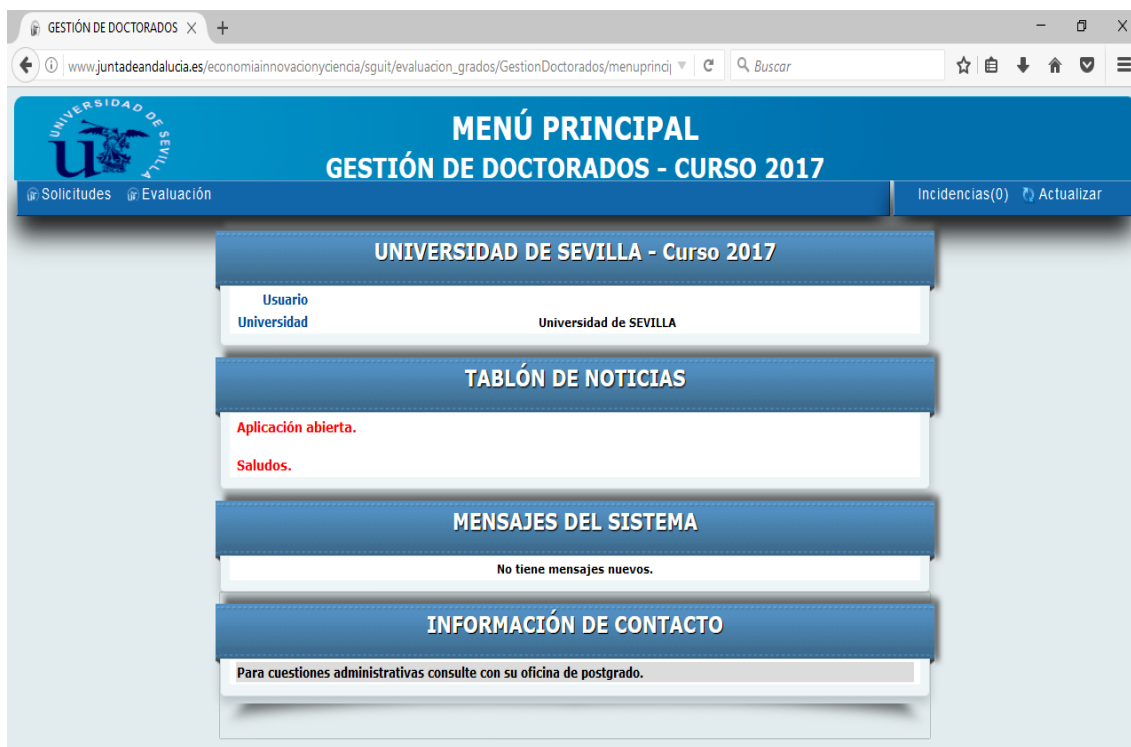 GESTIÓN DE DOCTORADOS
www.juntadeandalucia.es/economiainnovacionyciencia/sguit/evaluacion_grados/GestionDoctorados/menuprincij
Buscar
UNIVERSIDAD DE SEVILLA
MENÚ PRINCIPAL
GESTIÓN DE DOCTORADOS - CURSO 2017
Solicitudes Evaluación Incidencias(0) Actualizar
UNIVERSIDAD DE SEVILLA - Curso 2017
Usuario
Universidad Universidad de SEVILLA
TABLÓN DE NOTICIAS
Aplicación abierta.
Saludos.
MENSAJES DEL SISTEMA
No tiene mensajes nuevos.
INFORMACIÓN DE CONTACTO
Para cuestiones administrativas consulte con su oficina de postgrado.